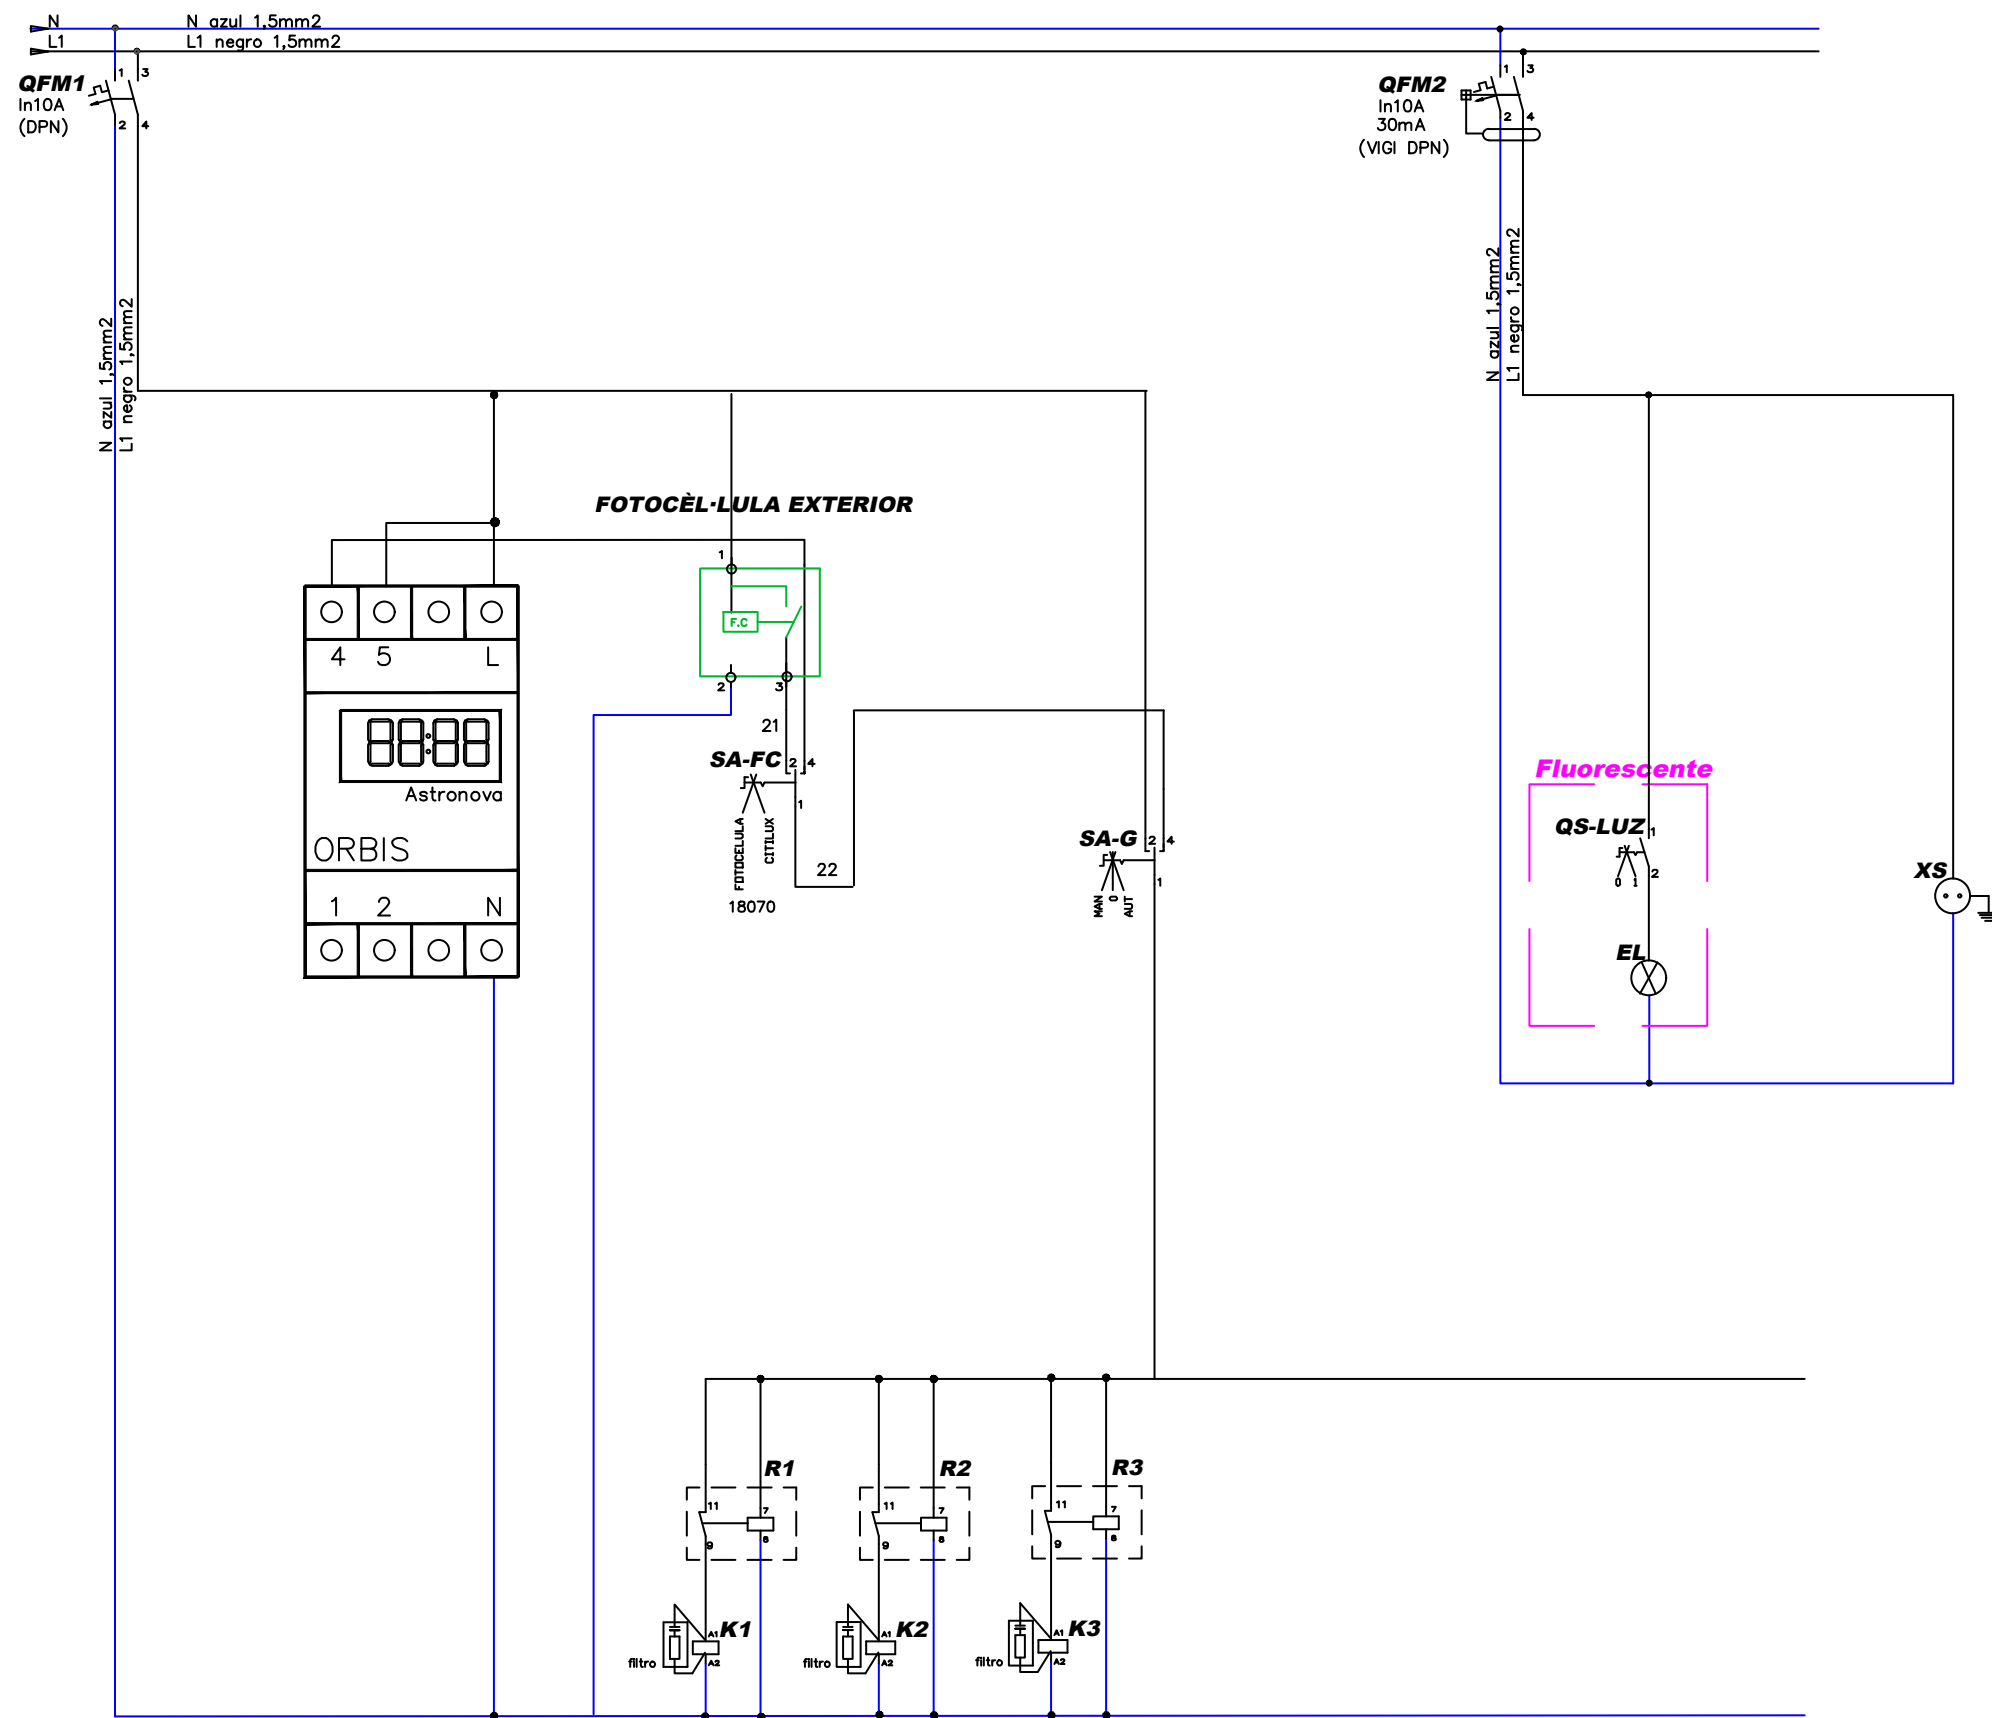 N
N azul 1,5mm2
L1
L1 negro 1,5mm2
QFM1
In10A
(DPN)
1
3
2
4
QFM2
In10A
30mA
(VIGI DPN)
1
3
2
4
N azul 1,5mm2
L1 negro 1,5mm2
N azul 1,5mm2
L1 negro 1,5mm2
FOTOCÈL·LULA EXTERIOR
1
F.C
2
3
21
4 5 L
88:88
Astronova
ORBIS
1 2 N
SA-FC
2
4
1
FOTOCELULA
CITILUX
18070
22
SA-G
2
4
1
MAN
0
AUT
Fluorescente
QS-LUZ
1
2
0
1
EL
XS
R1
11
7
9
8
R2
11
7
9
8
R3
11
7
9
8
K1
A1
A2
filtro
K2
A1
A2
filtro
K3
A1
A2
filtro